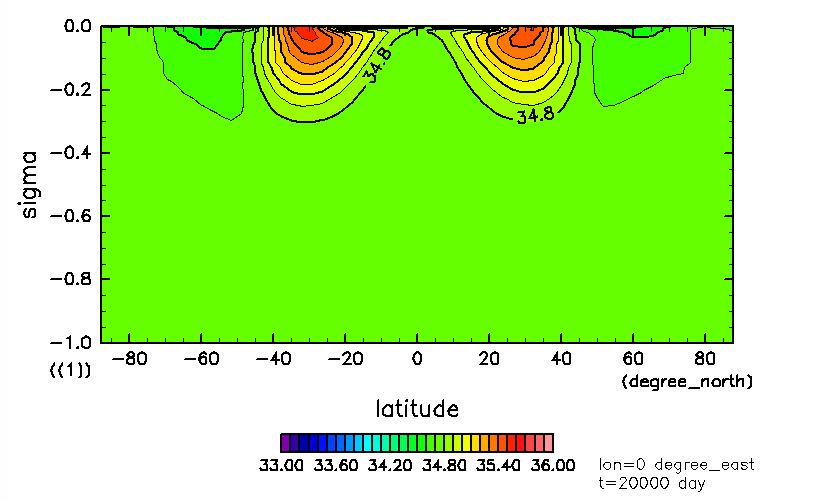 0.0
34.8
34.8
−0.2
−0.4
sigma
−0.6
−0.8
−1.0
((1))
−80 −60 −40 −20 0 20 40 60 80
(degree_north)
latitude
33.00 33.60 34.20 34.80 35.40 36.00
lon=0 degree_east
t=20000 day